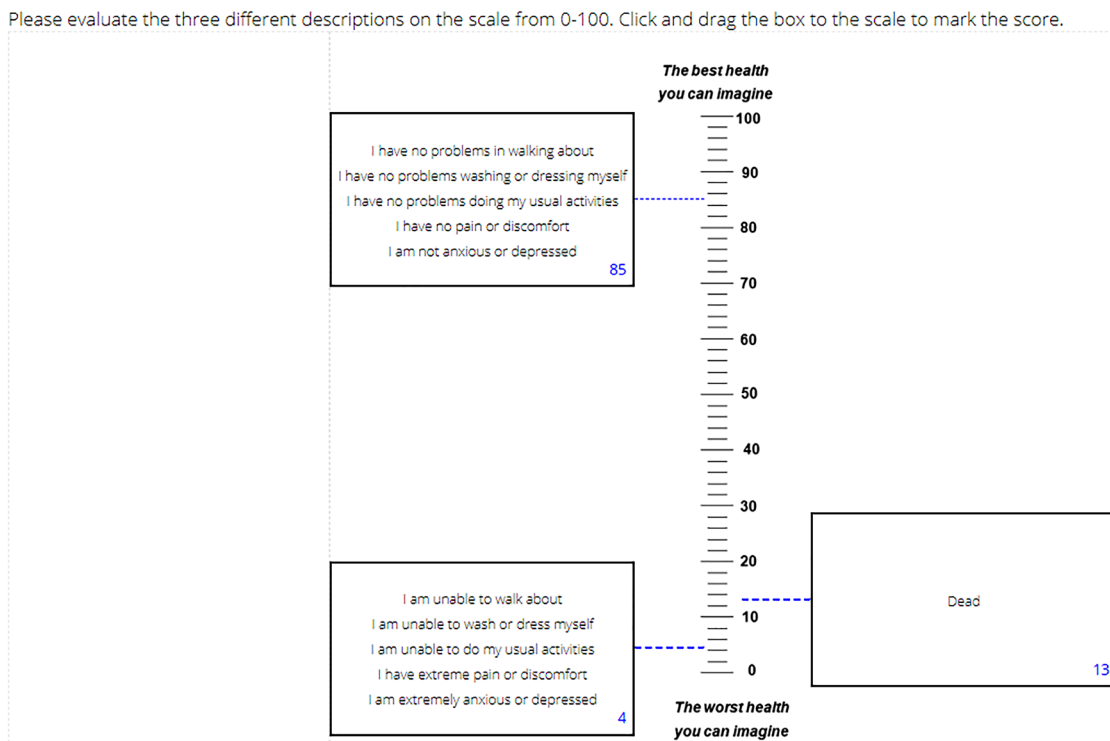 Please evaluate the three different descriptions on the scale from 0-100. Click and drag the box to the scale to mark the score.
The best health
you can imagine
100
90
80
70
60
50
40
30
20
10
0
The worst health
you can imagine
I have no problems in walking about
I have no problems washing or dressing myself
I have no problems doing my usual activities
I have no pain or discomfort
I am not anxious or depressed
85
I am unable to walk about
I am unable to wash or dress myself
I am unable to do my usual activities
I have extreme pain or discomfort
I am extremely anxious or depressed
4
Dead
13